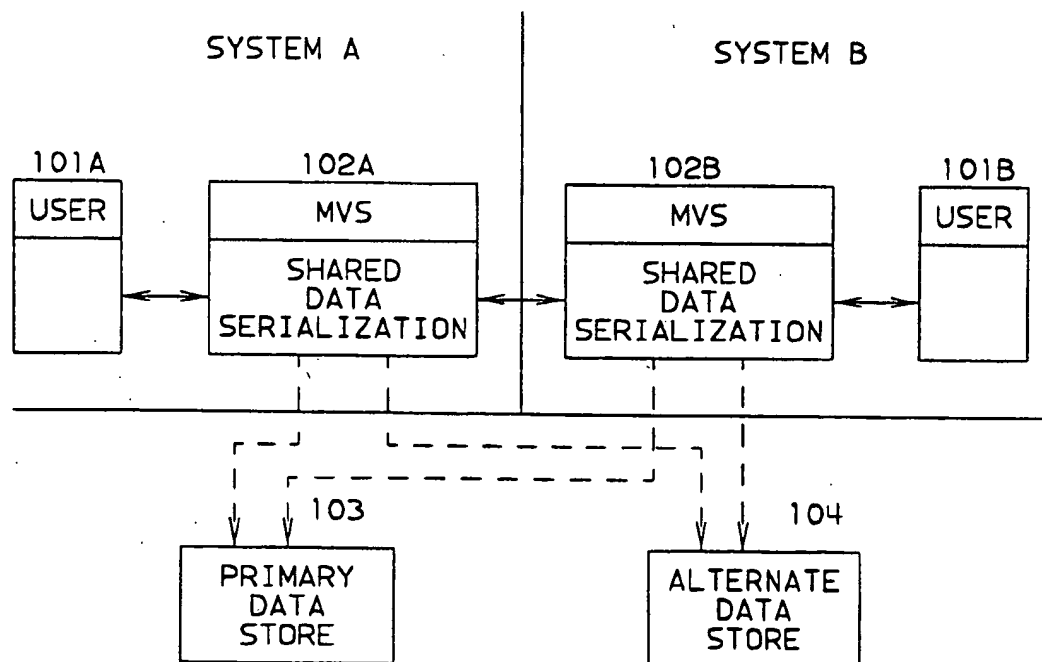 SYSTEM A
SYSTEM B
101A
102A
102B
101B
USER
MVS
MVS
USER
SHARED
DATA
SERIALIZATION
SHARED
DATA
SERIALIZATION
103
104
PRIMARY
DATA
STORE
ALTERNATE
DATA
STORE